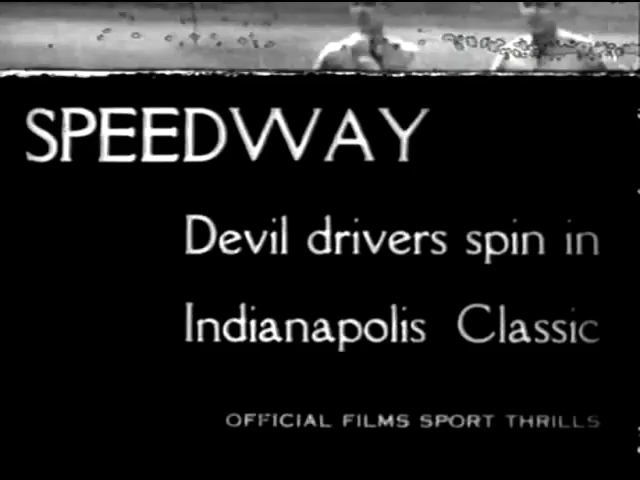 SPEEDWAY
Devil drivers spin in
Indianapolis Classic
OFFICIAL FILMS SPORT THRILLS